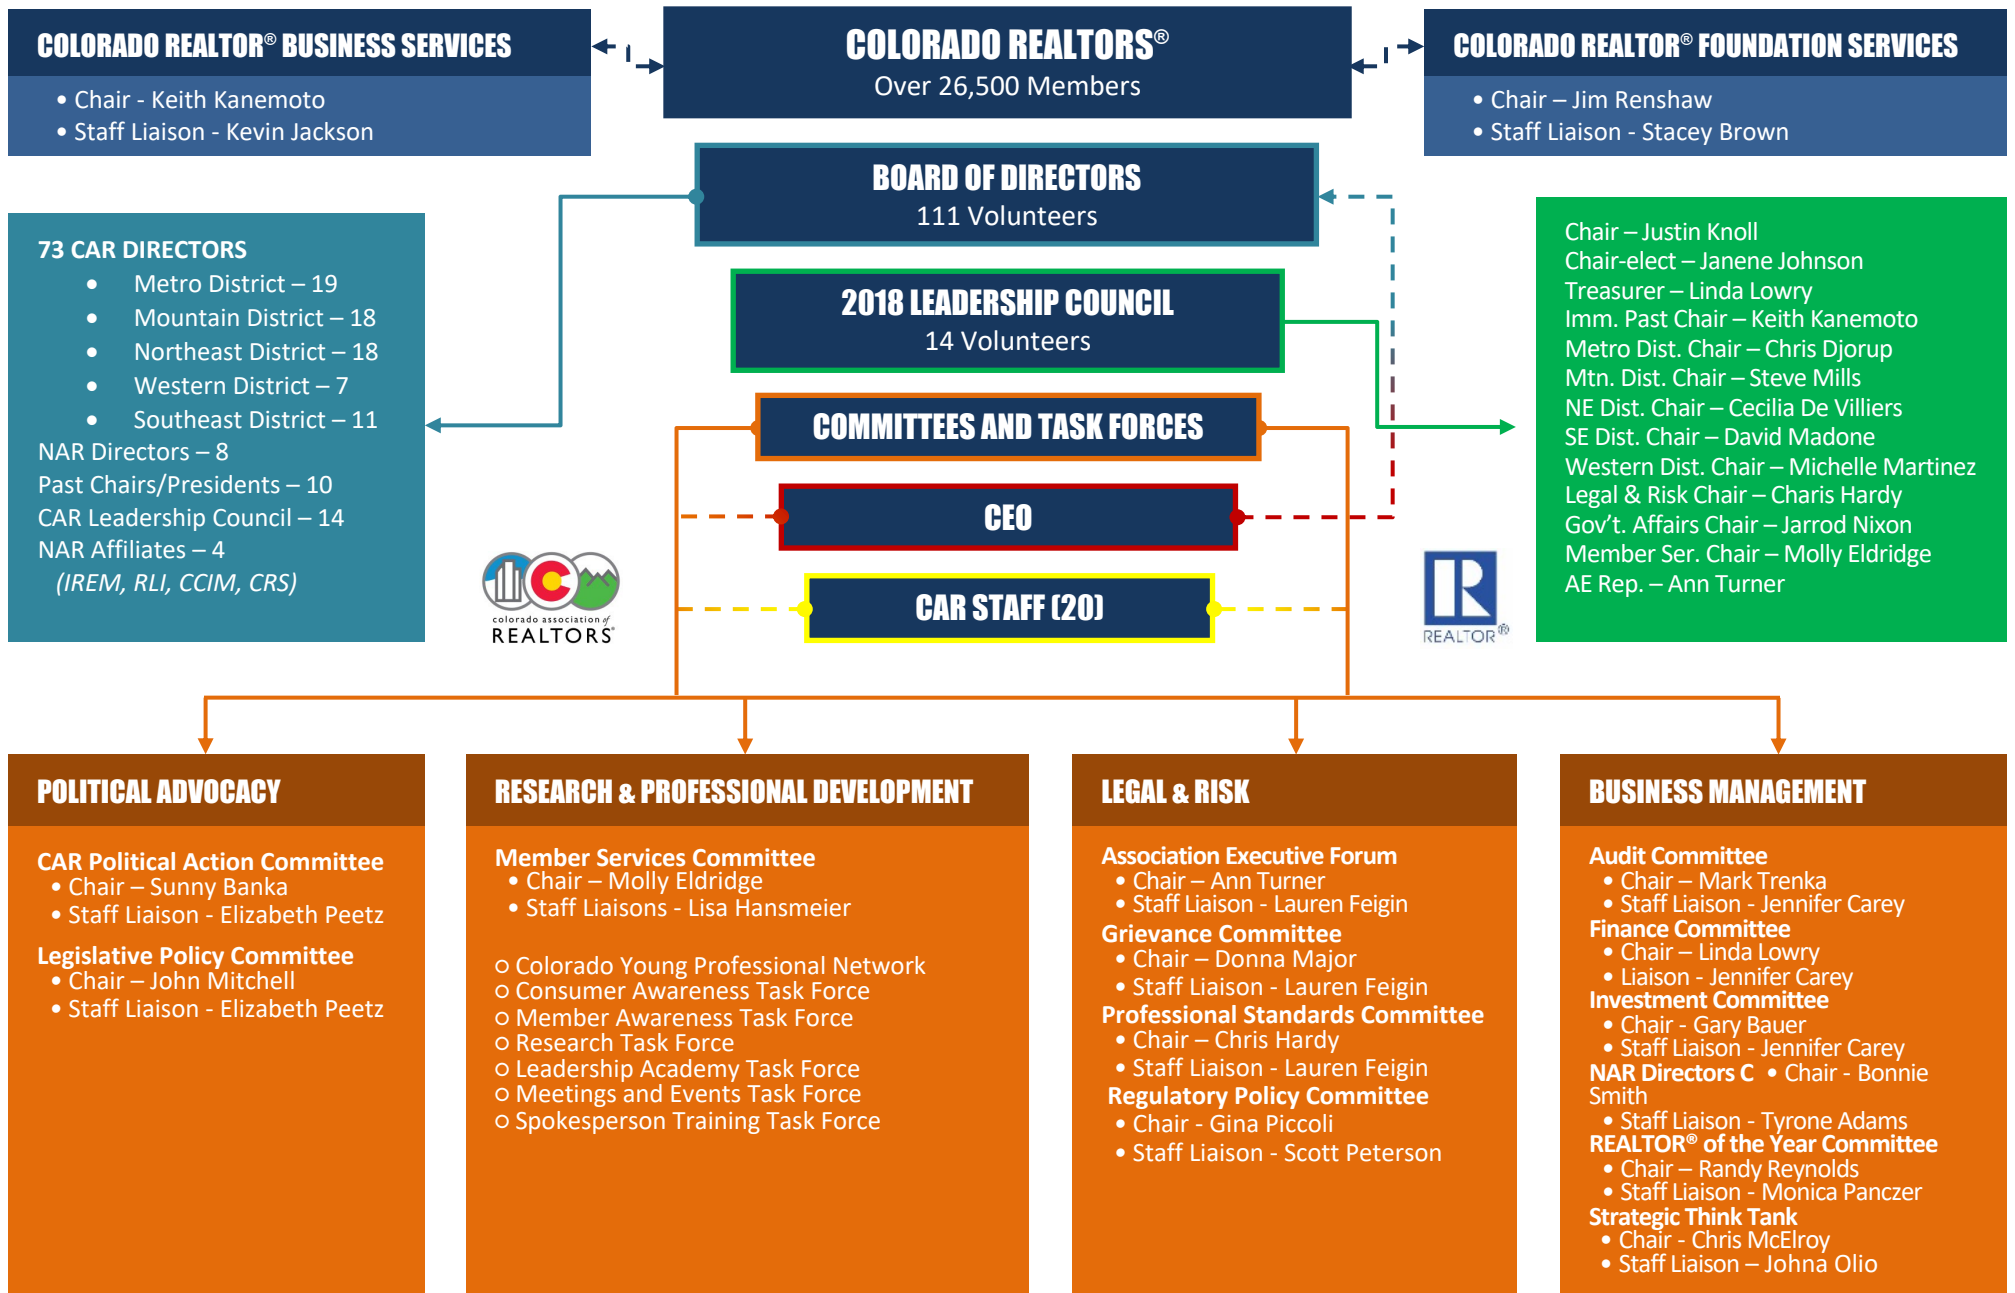 COLORADO REALTOR® BUSINESS SERVICES
• Chair - Keith Kanemoto
• Staff Liaison - Kevin Jackson
COLORADO REALTORS®
Over 26,500 Members
COLORADO REALTOR® FOUNDATION SERVICES
• Chair – Jim Renshaw
• Staff Liaison - Stacey Brown
BOARD OF DIRECTORS
111 Volunteers
2018 LEADERSHIP COUNCIL
14 Volunteers
COMMITTEES AND TASK FORCES
CEO
CAR STAFF (20)
73 CAR DIRECTORS
• Metro District – 19
• Mountain District – 18
• Northeast District – 18
• Western District – 7
• Southeast District – 11
NAR Directors – 8
Past Chairs/Presidents – 10
CAR Leadership Council – 14
NAR Affiliates – 4
(IREM, RLI, CCIM, CRS)
colorado association of
REALTORS®
R
REALTOR®
Chair – Justin Knoll
Chair-elect – Janene Johnson
Treasurer – Linda Lowry
Imm. Past Chair – Keith Kanemoto
Metro Dist. Chair – Chris Djorup
Mtn. Dist. Chair – Steve Mills
NE Dist. Chair – Cecilia De Villiers
SE Dist. Chair – David Madone
Western Dist. Chair – Michelle Martinez
Legal & Risk Chair – Charis Hardy
Gov’t. Affairs Chair – Jarrod Nixon
Member Ser. Chair – Molly Eldridge
AE Rep. – Ann Turner
POLITICAL ADVOCACY
CAR Political Action Committee
• Chair – Sunny Banka
• Staff Liaison - Elizabeth Peetz
Legislative Policy Committee
• Chair – John Mitchell
• Staff Liaison - Elizabeth Peetz
RESEARCH & PROFESSIONAL DEVELOPMENT
Member Services Committee
• Chair – Molly Eldridge
• Staff Liaisons - Lisa Hansmeier
○ Colorado Young Professional Network
○ Consumer Awareness Task Force
○ Member Awareness Task Force
○ Research Task Force
○ Leadership Academy Task Force
○ Meetings and Events Task Force
○ Spokesperson Training Task Force
LEGAL & RISK
Association Executive Forum
• Chair – Ann Turner
• Staff Liaison - Lauren Feigin
Grievance Committee
• Chair – Donna Major
• Staff Liaison - Lauren Feigin
Professional Standards Committee
• Chair – Chris Hardy
• Staff Liaison - Lauren Feigin
Regulatory Policy Committee
• Chair - Gina Piccoli
• Staff Liaison - Scott Peterson
BUSINESS MANAGEMENT
Audit Committee
• Chair – Mark Trenka
• Staff Liaison - Jennifer Carey
Finance Committee
• Chair – Linda Lowry
• Liaison - Jennifer Carey
Investment Committee
• Chair - Gary Bauer
• Staff Liaison - Jennifer Carey
NAR Directors C • Chair - Bonnie
Smith
• Staff Liaison - Tyrone Adams
REALTOR® of the Year Committee
• Chair – Randy Reynolds
• Staff Liaison - Monica Panczer
Strategic Think Tank
• Chair - Chris McElroy
• Staff Liaison – Johna Olio